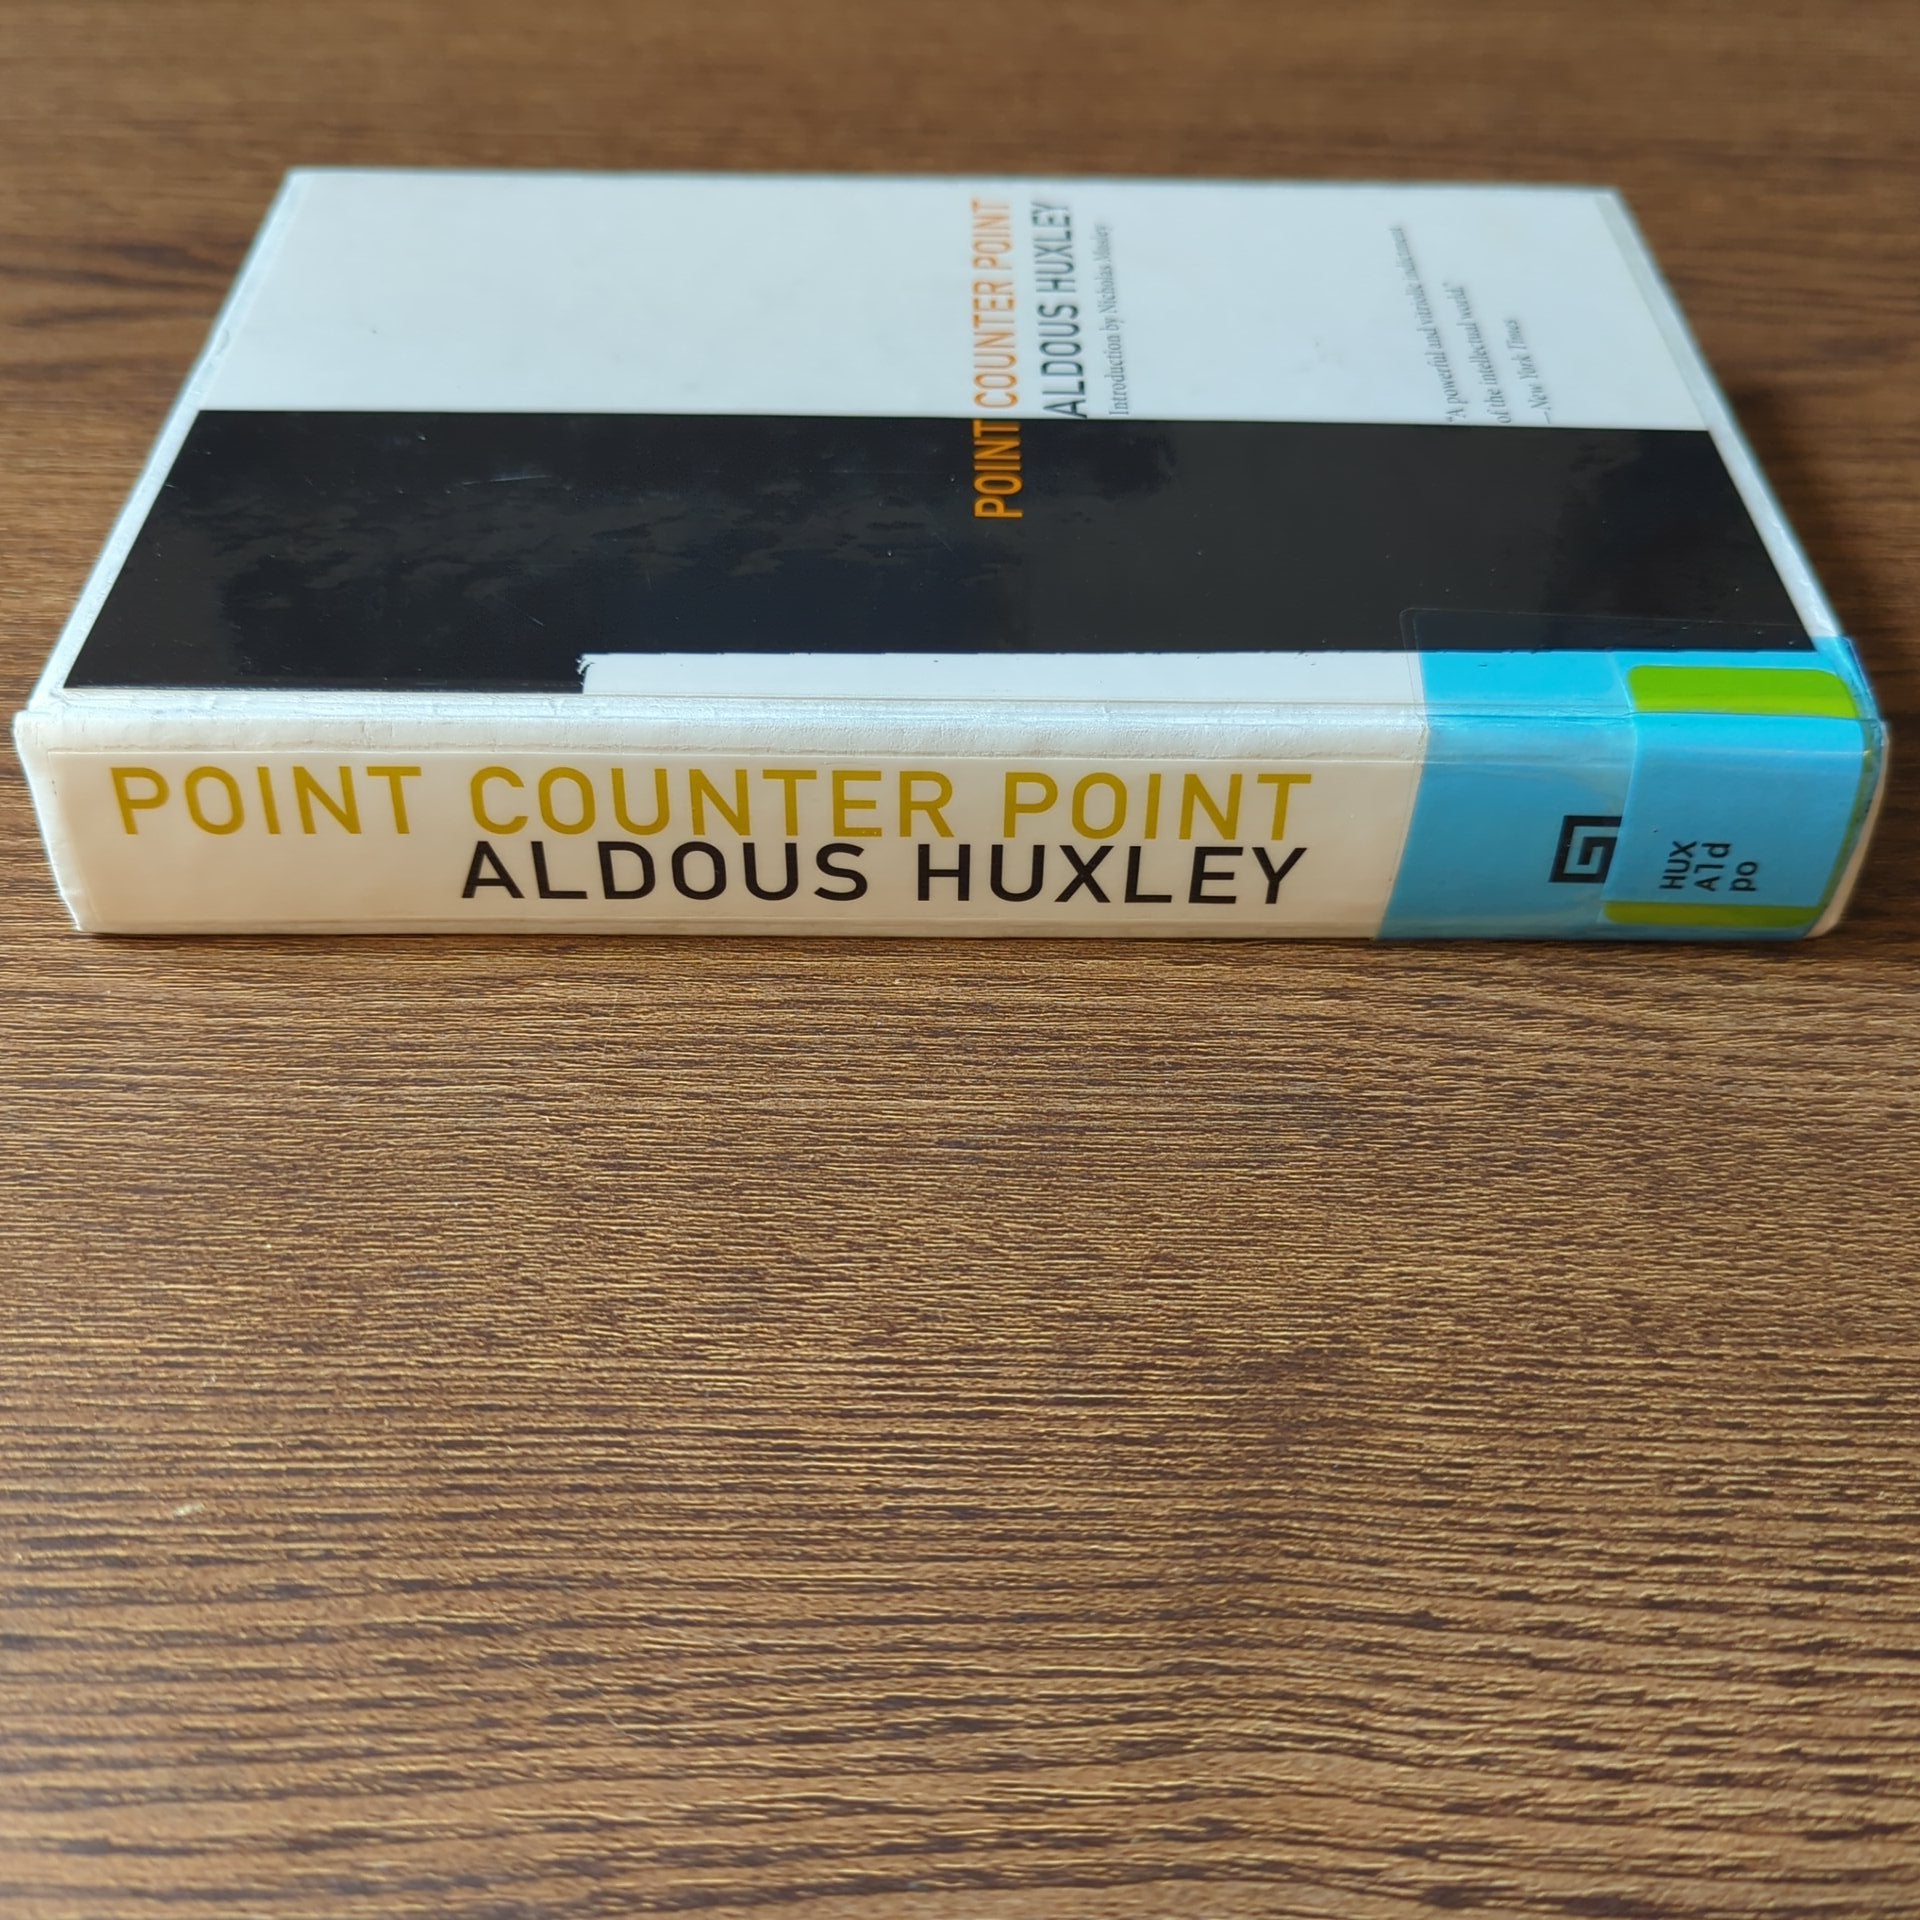 POINT COUNTER POINT
ALDOUS HUXLEY
Introduction by Nicholas Mosley
"A powerful and vitriolic indictment
of the intellectual world."
—New York Times
POINT COUNTER POINT
ALDOUS HUXLEY
HUX
Ald
po